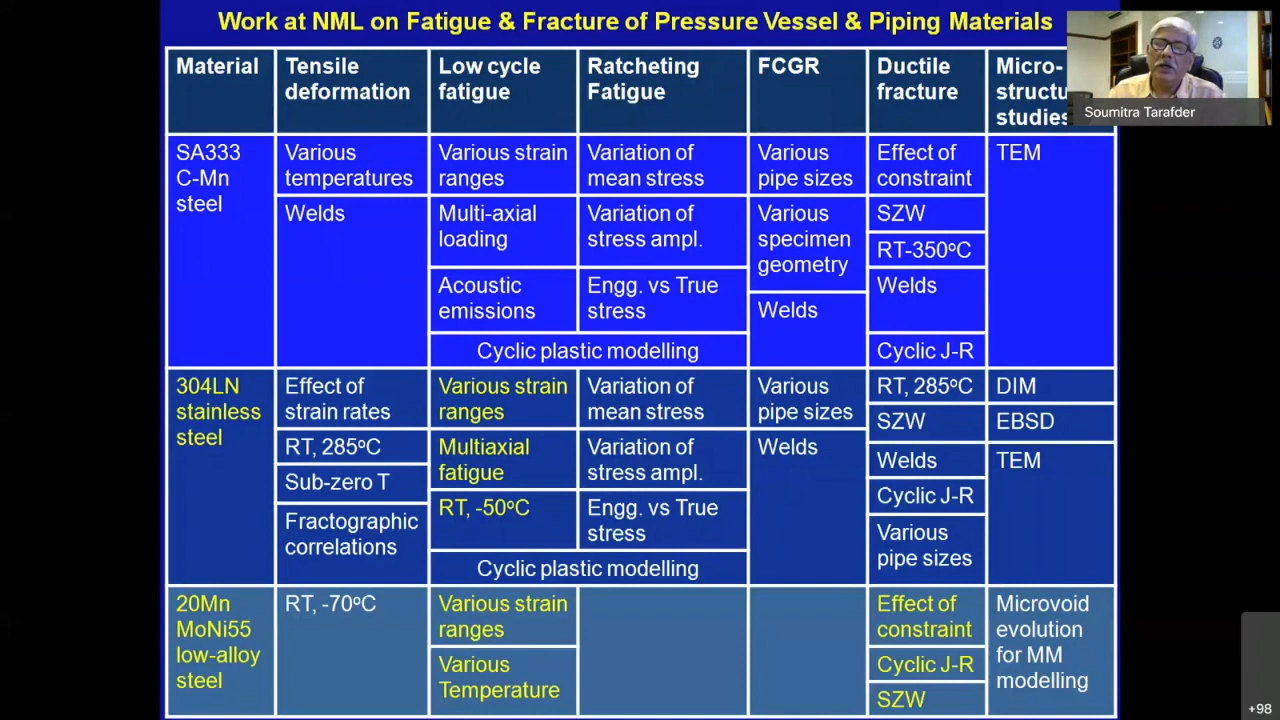 Work at NML on Fatigue & Fracture of Pressure Vessel & Piping Materials
Soumitra Tarafder
Material
Tensile
deformation
Low cycle
fatigue
Ratcheting
Fatigue
FCGR
Ductile
fracture
Micro-
structu
studies
SA333
C-Mn
steel
Various
temperatures
Welds
Various strain
ranges
Multi-axial
loading
Acoustic
emissions
Variation of
mean stress
Variation of
stress ampl.
Engg. vs True
stress
Cyclic plastic modelling
Various
pipe sizes
Various
specimen
geometry
Welds
Effect of
constraint
SZW
RT-350ºC
Welds
Cyclic J-R
TEM
304LN
stainless
steel
Effect of
strain rates
RT, 285ºC
Sub-zero T
Fractographic
correlations
Various strain
ranges
Multiaxial
fatigue
RT, -50ºC
Variation of
mean stress
Variation of
stress ampl.
Engg. vs True
stress
Cyclic plastic modelling
Various
pipe sizes
Welds
RT, 285ºC
SZW
Welds
Cyclic J-R
Various
pipe sizes
DIM
EBSD
TEM
20Mn
MoNi55
low-alloy
steel
RT, -70ºC
Various strain
ranges
Various
Temperature
Effect of
constraint
Cyclic J-R
SZW
Microvoid
evolution
for MM
modelling
+98